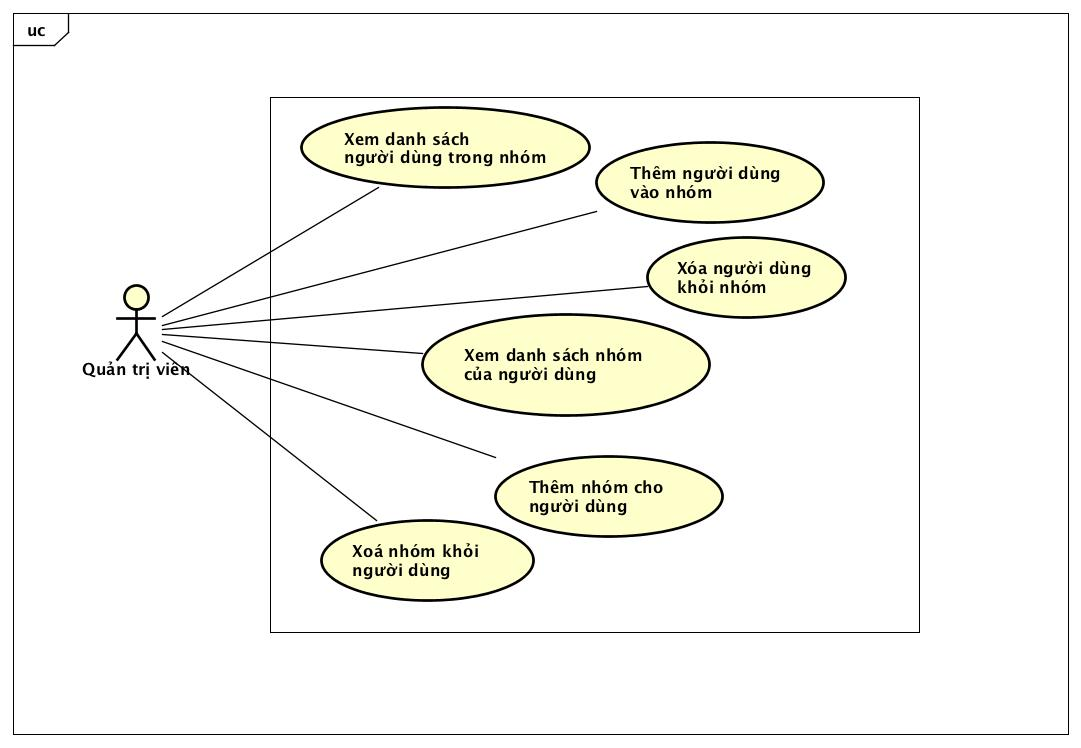 uc
Xem danh sách
người dùng trong nhóm
Thêm người dùng
vào nhóm
Xóa người dùng
khỏi nhóm
Quản trị viên
Xem danh sách nhóm
của người dùng
Thêm nhóm cho
người dùng
Xoá nhóm khỏi
người dùng